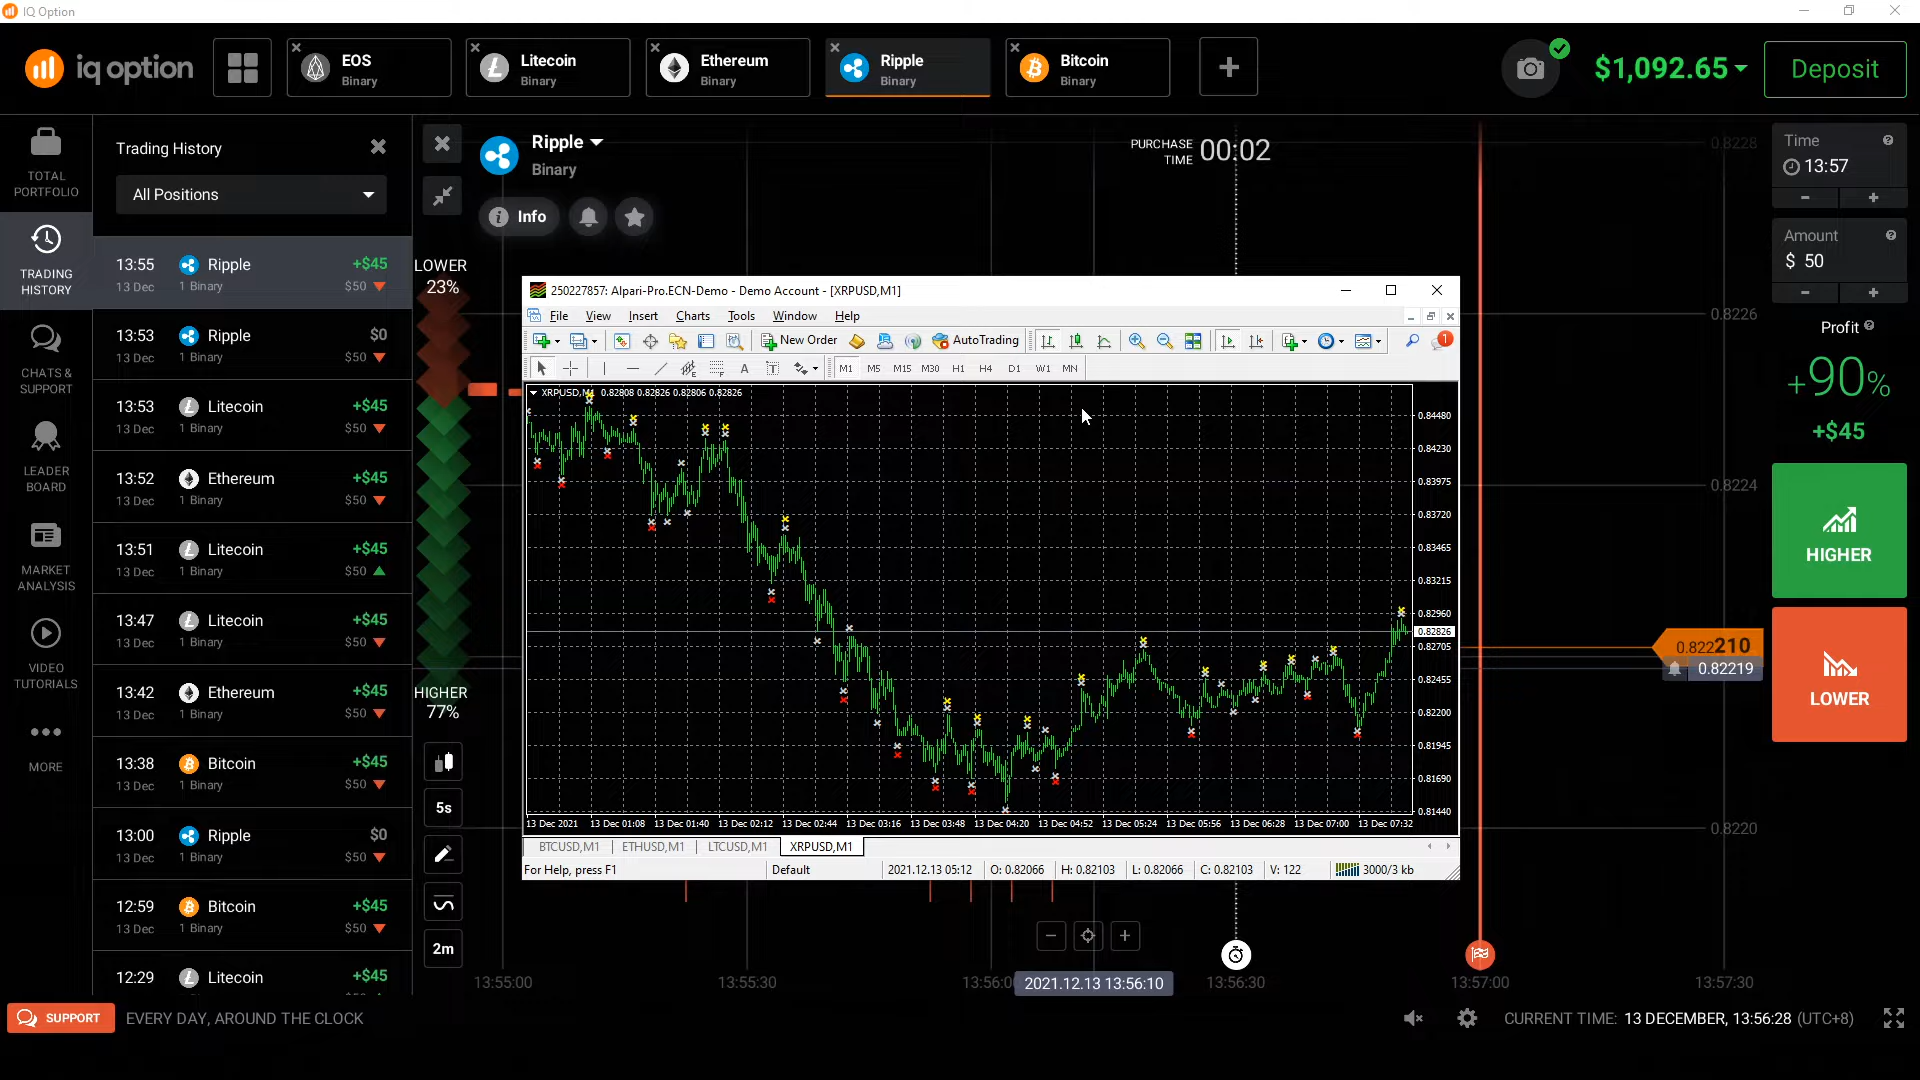 IQ Option
iq option
EOS
Binary
Litecoin
Binary
Ethereum
Binary
Ripple
Binary
Bitcoin
Binary
$1,092.65
Deposit
TOTAL
PORTFOLIO
TRADING
HISTORY
CHATS &
SUPPORT
LEADER
BOARD
MARKET
ANALYSIS
VIDEO
TUTORIALS
MORE
Trading History
All Positions
13:55 Ripple +$45
13 Dec 1 Binary $50
13:53 Ripple $0
13 Dec 1 Binary $50
13:53 Litecoin +$45
13 Dec 1 Binary $50
13:52 Ethereum +$45
13 Dec 1 Binary $50
13:51 Litecoin +$45
13 Dec 1 Binary $50
13:47 Litecoin +$45
13 Dec 1 Binary $50
13:42 Ethereum +$45
13 Dec 1 Binary $50
13:38 Bitcoin +$45
13 Dec 1 Binary $50
13:00 Ripple $0
13 Dec 1 Binary $50
12:59 Bitcoin +$45
13 Dec 1 Binary $50
12:29 Litecoin +$45
LOWER
23%
HIGHER
77%
5s
2m
Ripple
Binary
Info
PURCHASE
TIME 00:02
250227857: Alpari-Pro.ECN-Demo - Demo Account - [XRPUSD,M1]
File View Insert Charts Tools Window Help
New Order AutoTrading 1
A T M1 M5 M15 M30 H1 H4 D1 W1 MN
XRPUSD,M1 0.82808 0.82826 0.82806 0.82826
0.84480
0.84230
0.83975
0.83720
0.83465
0.83215
0.82960
0.82826
0.82705
0.82455
0.82200
0.81945
0.81690
0.81440
13 Dec 2021 13 Dec 01:08 13 Dec 01:40 13 Dec 02:12 13 Dec 02:44 13 Dec 03:16 13 Dec 03:48 13 Dec 04:20 13 Dec 04:52 13 Dec 05:24 13 Dec 05:56 13 Dec 06:28 13 Dec 07:00 13 Dec 07:32
BTCUSD,M1 ETHUSD,M1 LTCUSD,M1 XRPUSD,M1
For Help, press F1 Default 2021.12.13 05:12 O: 0.82066 H: 0.82103 L: 0.82066 C: 0.82103 V: 122 3000/3 kb
0.8228
0.8226
0.8224
0.822210
0.82219
0.8220
13:55:00 13:55:30 13:56:00 2021.12.13 13:56:10 13:56:30 13:57:00 13:57:30
Time
13:57
- +
Amount
$ 50
- +
Profit
+90%
+$45
HIGHER
LOWER
SUPPORT EVERY DAY, AROUND THE CLOCK
CURRENT TIME: 13 DECEMBER, 13:56:28 (UTC+8)